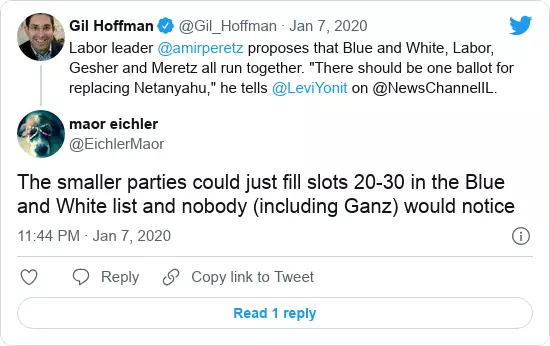 Gil Hoffman @Gil_Hoffman · Jan 7, 2020
Labor leader @amirperetz proposes that Blue and White, Labor,
Gesher and Meretz all run together. "There should be one ballot for
replacing Netanyahu," he tells @LeviYonit on @NewsChannelIL.
maor eichler
@EichlerMaor
The smaller parties could just fill slots 20-30 in the Blue
and White list and nobody (including Ganz) would notice
11:44 PM · Jan 7, 2020
Reply
Copy link to Tweet
Read 1 reply